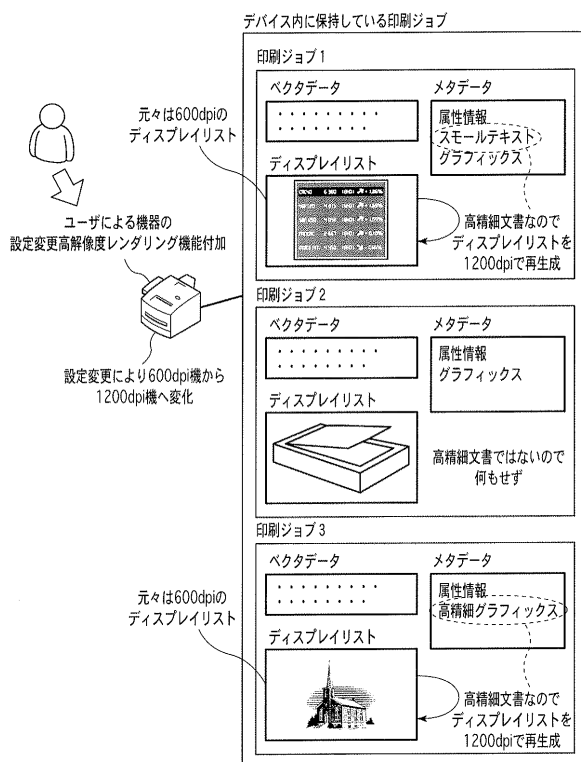 デバイス内に保持している印刷ジョブ
印刷ジョブ1
ベクタデータ
メタデータ
属性情報
スモールテキスト
グラフィックス
元々は600dpiの
ディスプレイリスト
ディスプレイリスト
高精細文書なので
ディスプレイリストを
1200dpiで再生成
ユーザによる機器の
設定変更高解像度レンダリング機能付加
設定変更により600dpi機から
1200dpi機へ変化
印刷ジョブ2
ベクタデータ
メタデータ
属性情報
グラフィックス
ディスプレイリスト
高精細文書ではないので
何もせず
印刷ジョブ3
ベクタデータ
メタデータ
属性情報
高精細グラフィックス
元々は600dpiの
ディスプレイリスト
ディスプレイリスト
高精細文書なので
ディスプレイリストを
1200dpiで再生成